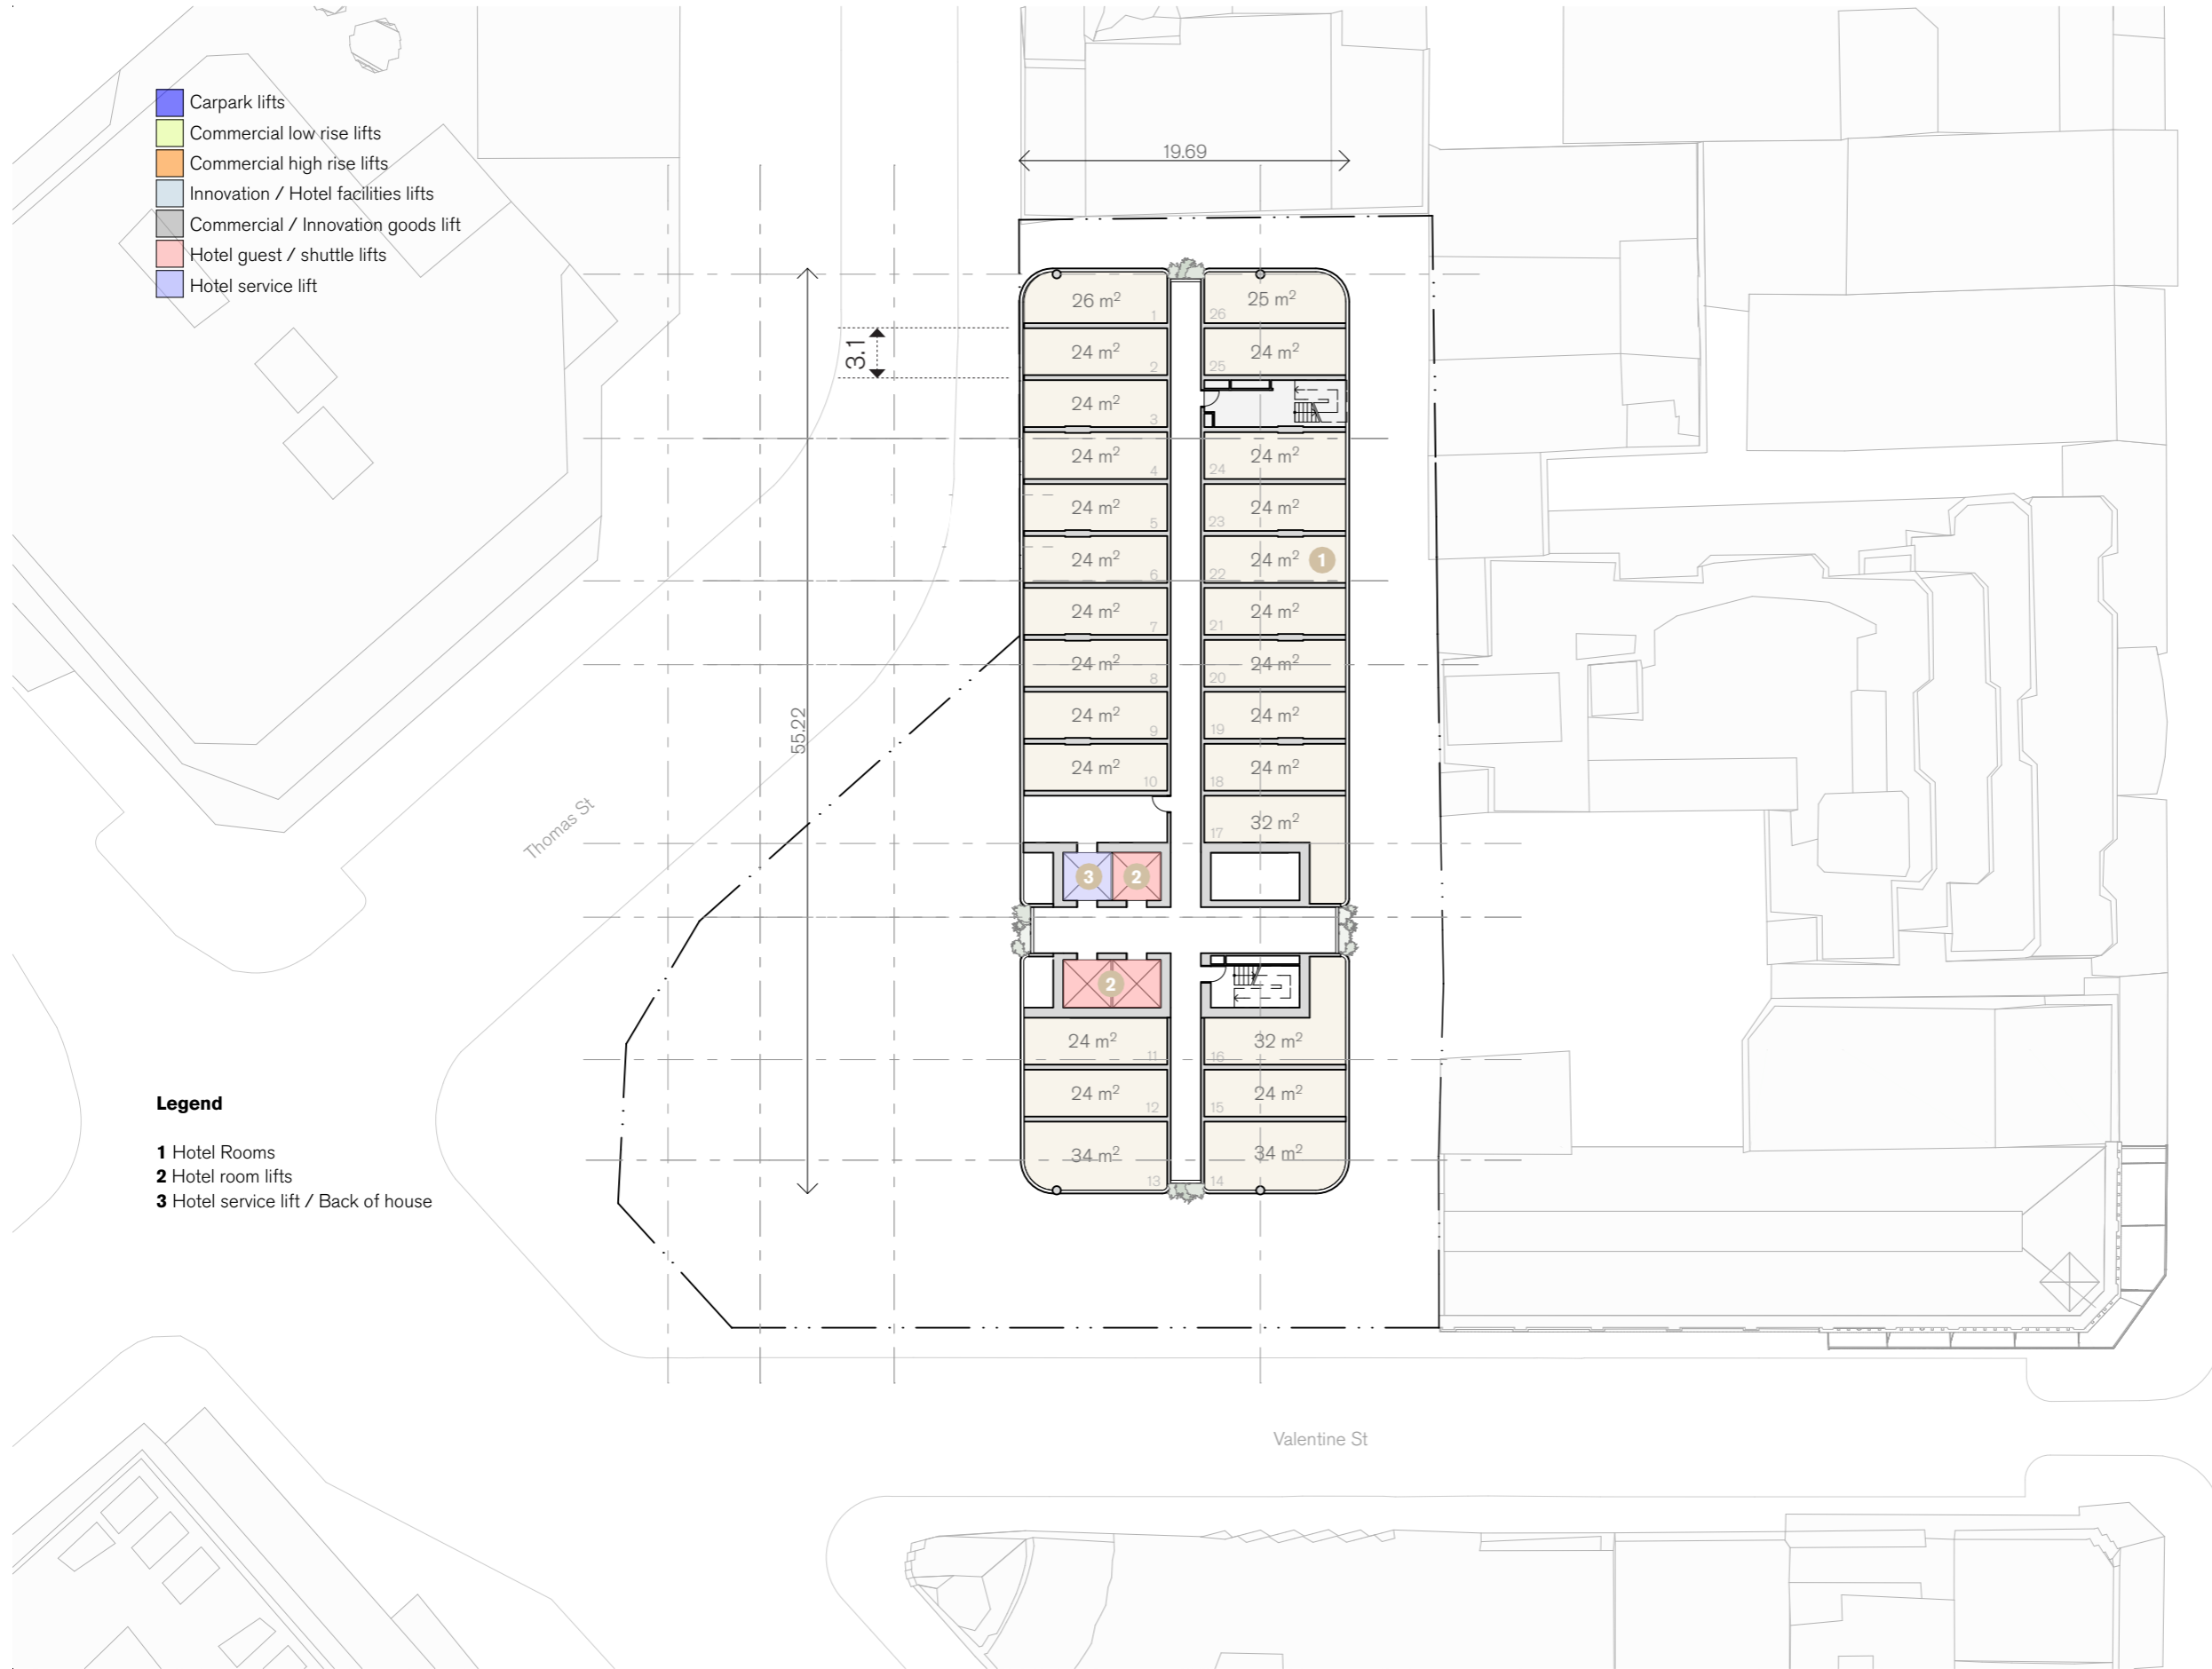 Carpark lifts
Commercial low rise lifts
Commercial high rise lifts
Innovation / Hotel facilities lifts
Commercial / Innovation goods lift
Hotel guest / shuttle lifts
Hotel service lift
19.69
3.1
55.22
26 m²
1
25 m²
26
24 m²
2
24 m²
25
24 m²
3
24 m²
4
24 m²
24
24 m²
5
24 m²
23
24 m²
6
24 m²
1
22
24 m²
7
24 m²
21
24 m²
8
24 m²
20
24 m²
9
24 m²
19
24 m²
10
24 m²
18
32 m²
17
3
2
2
24 m²
11
32 m²
16
24 m²
12
24 m²
15
34 m²
13
34 m²
14
Thomas St
Legend
1 Hotel Rooms
2 Hotel room lifts
3 Hotel service lift / Back of house
Valentine St